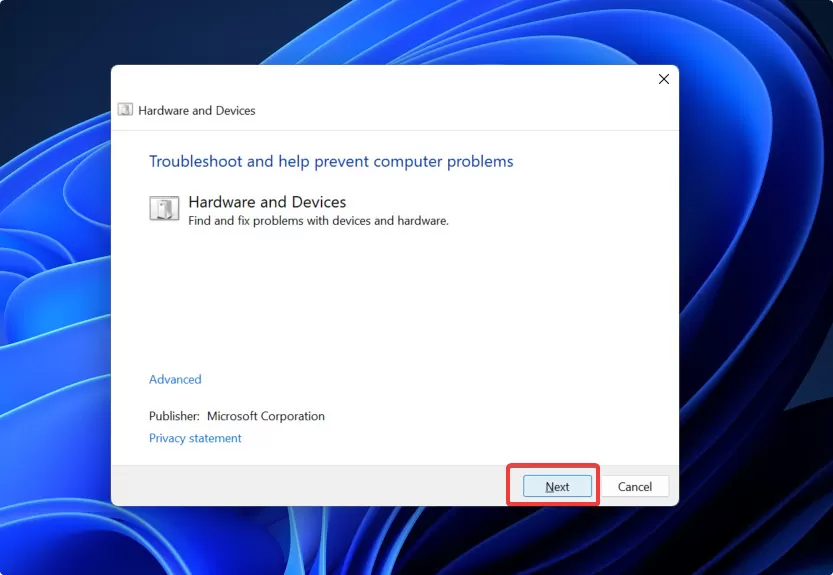 Hardware and Devices
Troubleshoot and help prevent computer problems
Hardware and Devices
Find and fix problems with devices and hardware.
Advanced
Publisher: Microsoft Corporation
Privacy statement
Next Cancel